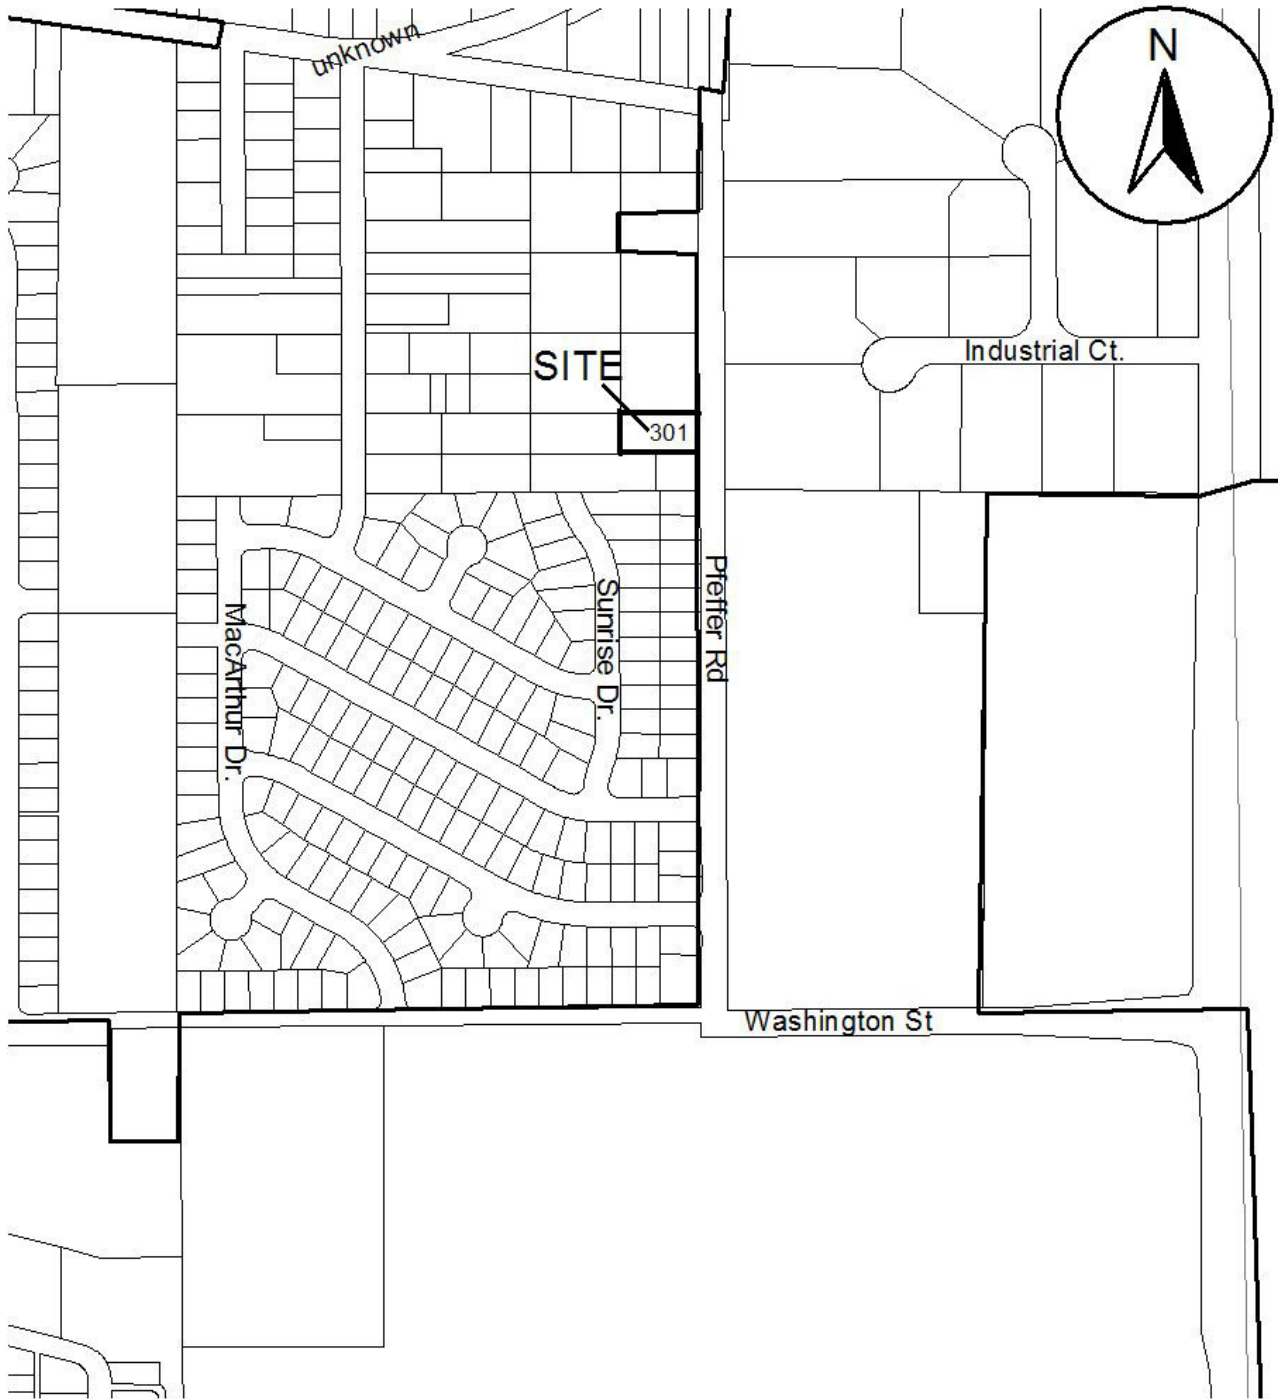 unknown
N
Industrial Ct.
SITE
301
Pfeffer Rd
Sunrise Dr.
MacArthur Dr.
Washington St